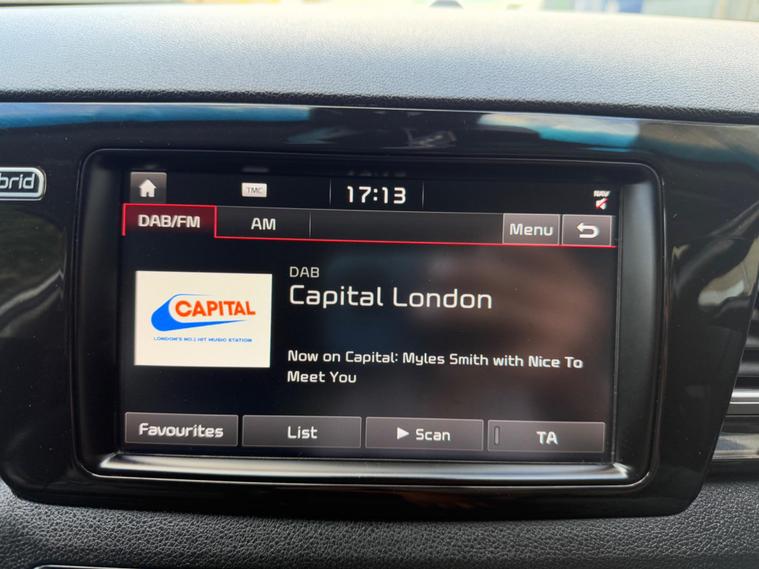 brid
TMC
17:13
NAV
DAB/FM
AM
Menu
DAB
Capital London
CAPITAL
LONDON'S NO.1 HIT MUSIC STATION
Now on Capital: Myles Smith with Nice To
Meet You
Favourites
List
Scan
TA